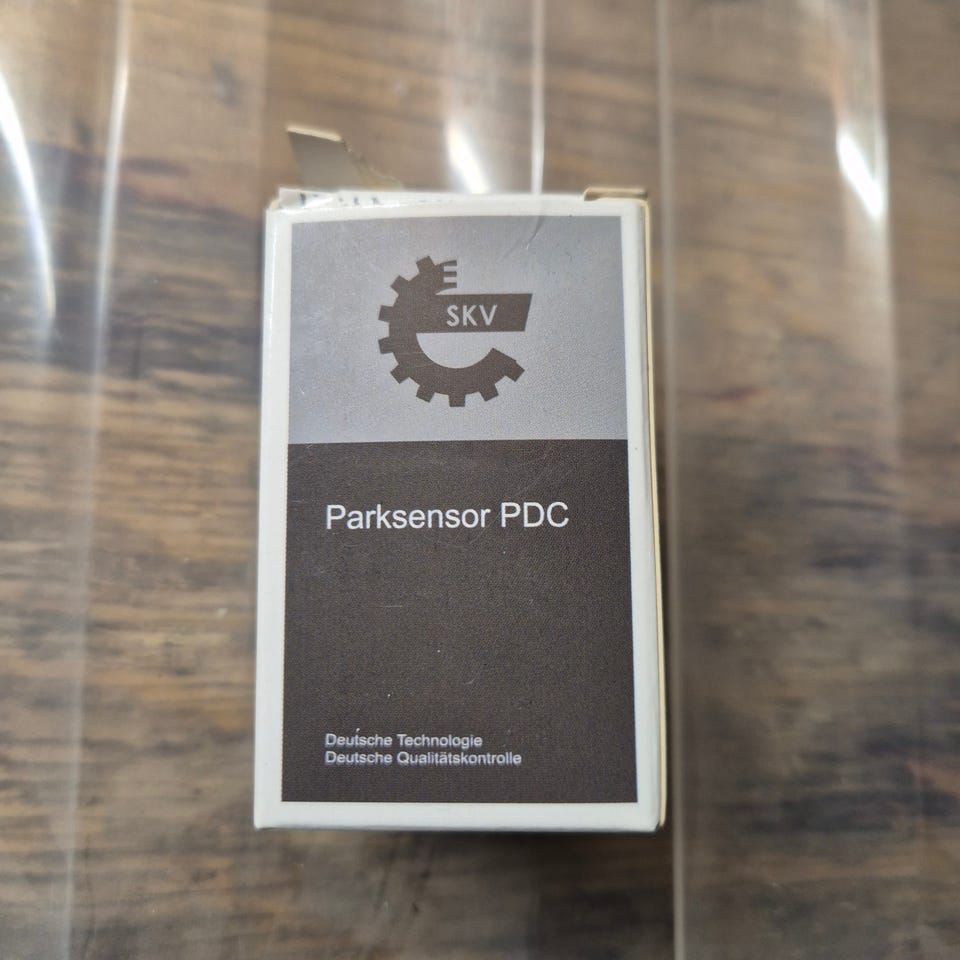 SKV
Parksensor PDC
Deutsche Technologie
Deutsche Qualitätskontrolle